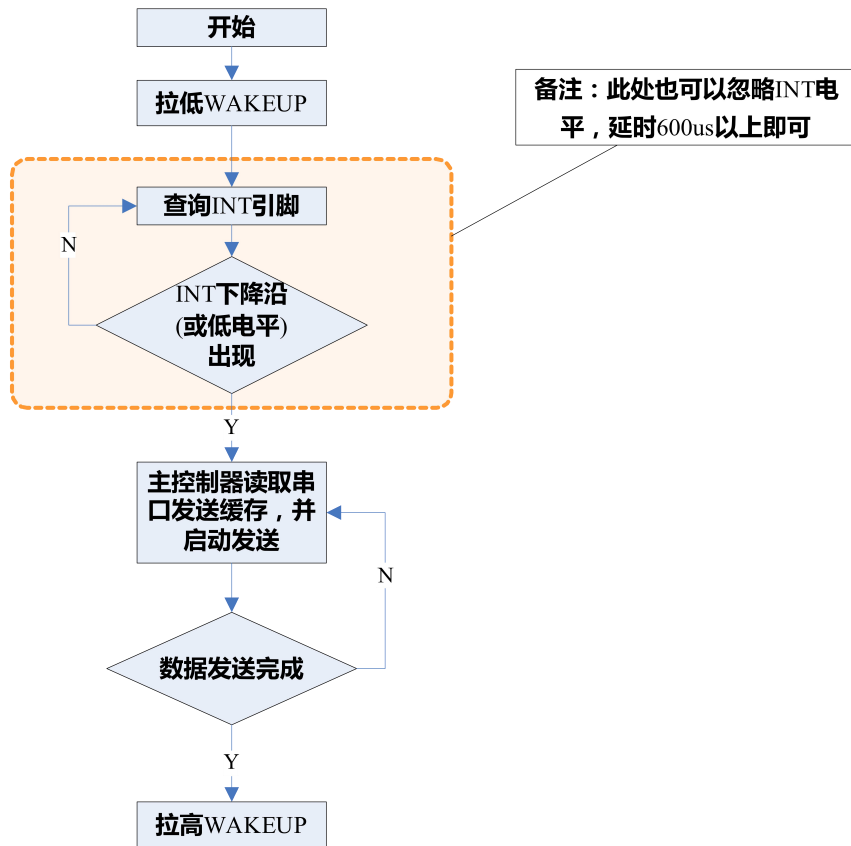 开始
拉低WAKEUP
备注：此处也可以忽略INT电
平，延时600us以上即可
查询INT引脚
N
INT下降沿
(或低电平)
出现
Y
主控制器读取串
口发送缓存，并
启动发送
N
数据发送完成
Y
拉高WAKEUP